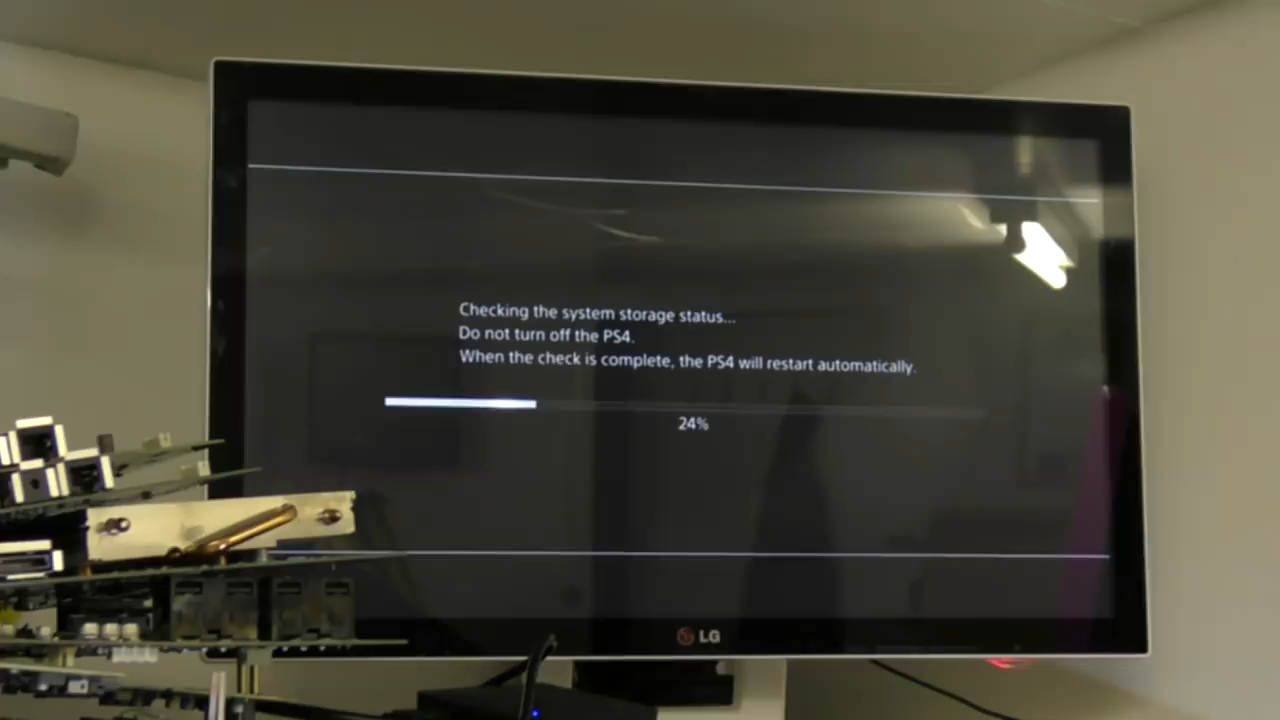 Checking the system storage status...
Do not turn off the PS4.
When the check is complete, the PS4 will restart automatically.
24%
LG